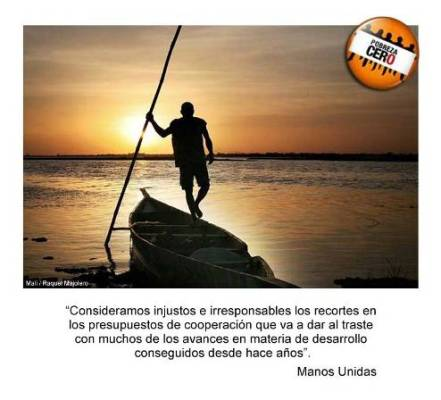 POBREZA
CERO
Malí / Raquel Majolero
“Consideramos injustos e irresponsables los recortes en
los presupuestos de cooperación que va a dar al traste
con muchos de los avances en materia de desarrollo
conseguidos desde hace años”.
Manos Unidas